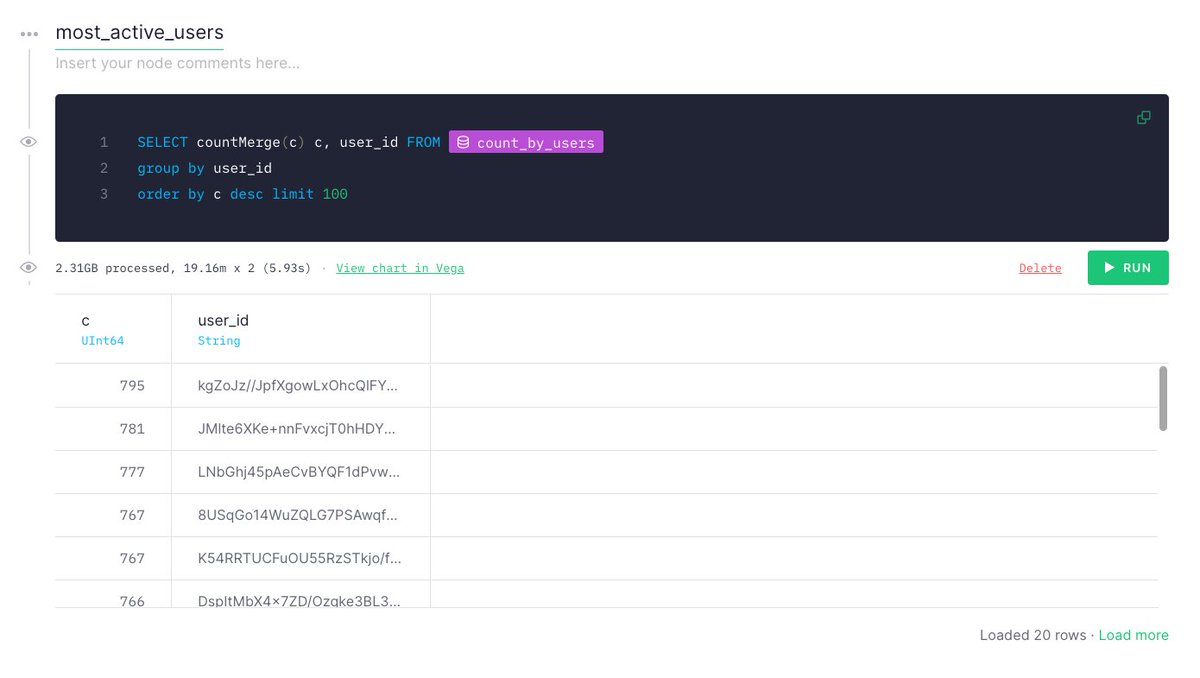 most_active_users
Insert your node comments here...
1 SELECT countMerge(c) c, user_id FROM count_by_users
2 group by user_id
3 order by c desc limit 100
2.31GB processed, 19.16m x 2 (5.93s) · View chart in Vega
Delete
RUN
c user_id
UInt64 String
795 kgZoJz//JpfXgowLxOhcQlFY...
781 JMlte6XKe+nnFvxcjT0hHDY...
777 LNbGhj45pAeCvBYQF1dPvw...
767 8USqGo14WuZQLG7PSAwqf...
767 K54RRTUCFuOU55RzSTkjo/f...
766 DspItMbX4x7ZD/Ozqke3BL3...
Loaded 20 rows · Load more